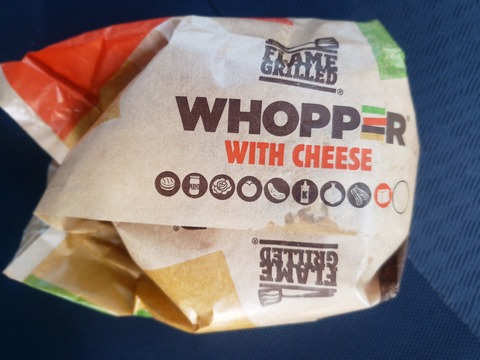 FLAME
GRILLED
®
WHOPPER®
WITH CHEESE
FLAME
GRILLED
®